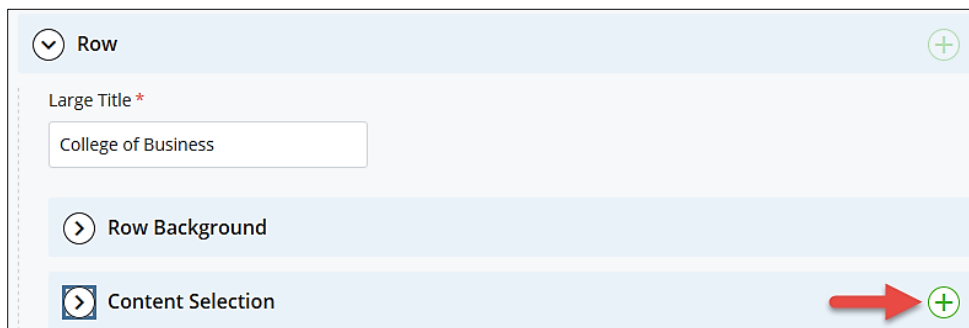 Row
Large Title *
College of Business
Row Background
Content Selection